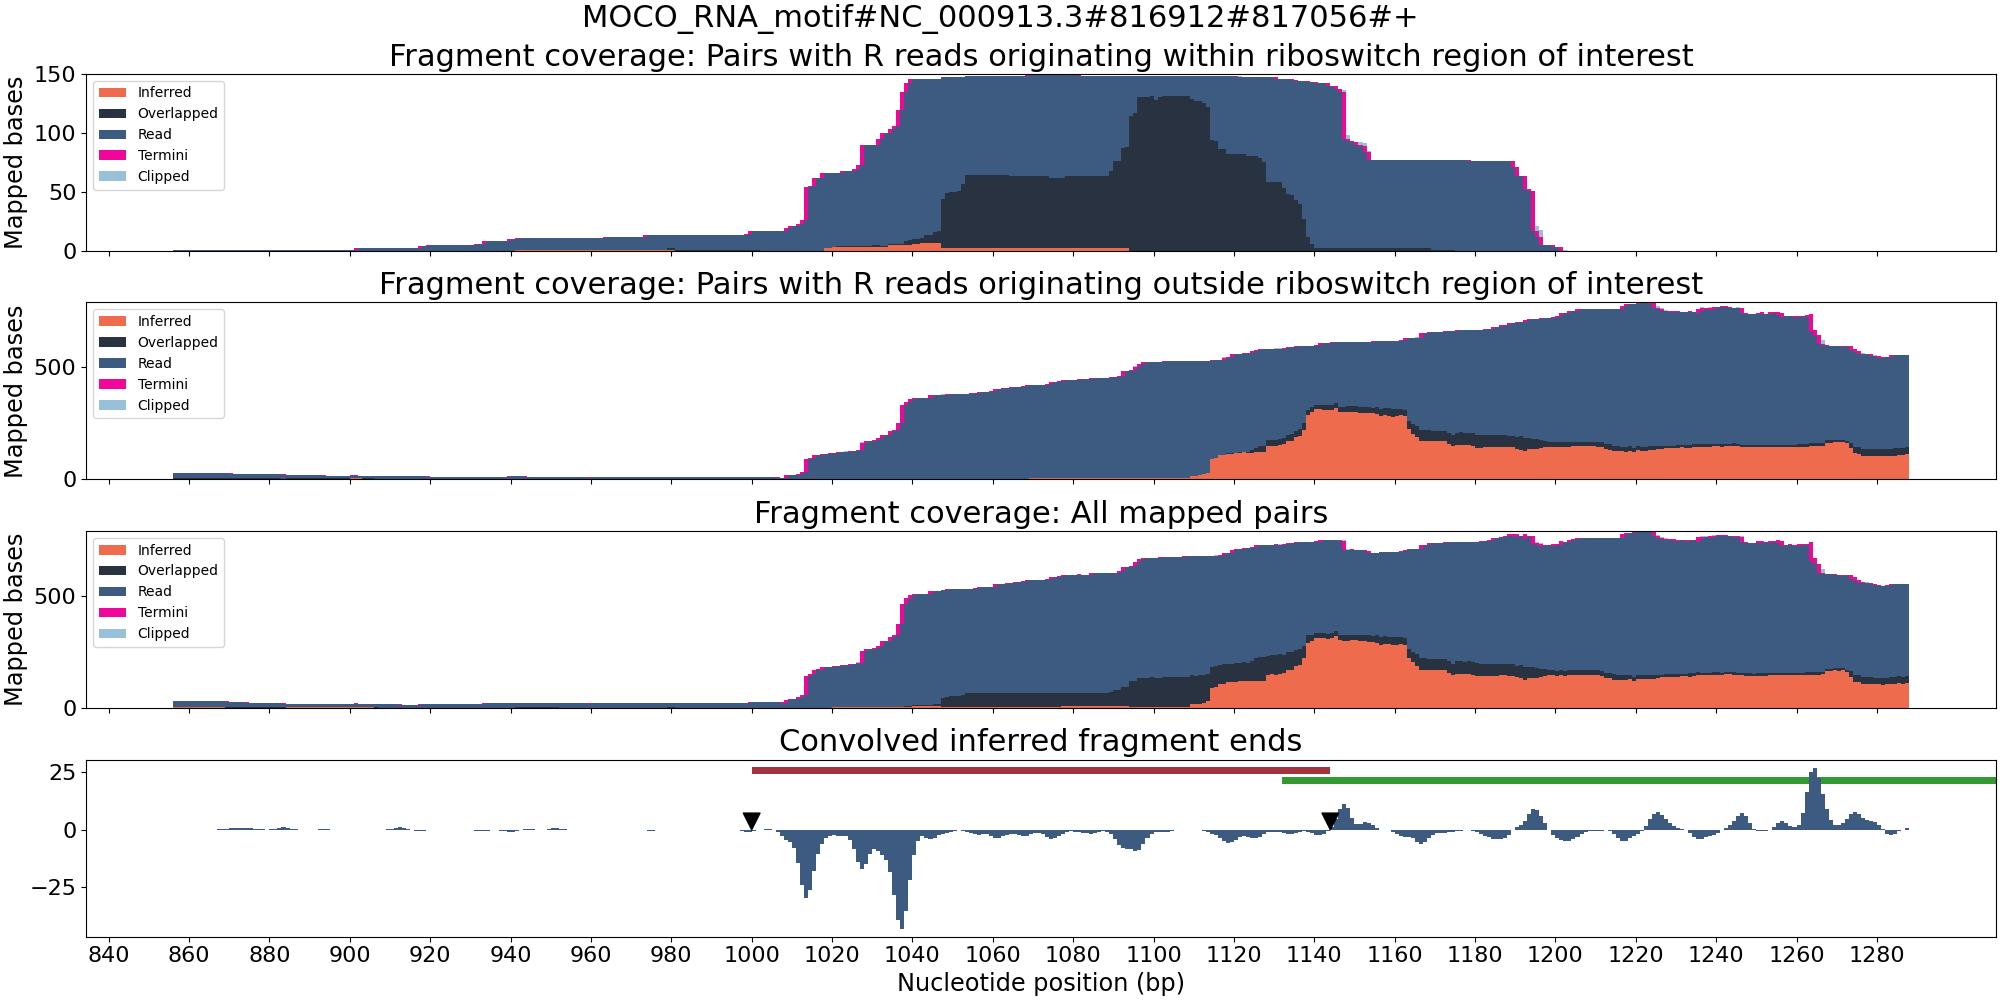 MOCO_RNA_motif#NC_000913.3#816912#817056#+
Fragment coverage: Pairs with R reads originating within riboswitch region of interest
Mapped bases
150
100
50
0
Inferred
Overlapped
Read
Termini
Clipped
Fragment coverage: Pairs with R reads originating outside riboswitch region of interest
Mapped bases
500
0
Inferred
Overlapped
Read
Termini
Clipped
Fragment coverage: All mapped pairs
Mapped bases
500
0
Inferred
Overlapped
Read
Termini
Clipped
Convolved inferred fragment ends
25
0
−25
840 860 880 900 920 940 960 980 1000 1020 1040 1060 1080 1100 1120 1140 1160 1180 1200 1220 1240 1260 1280
Nucleotide position (bp)